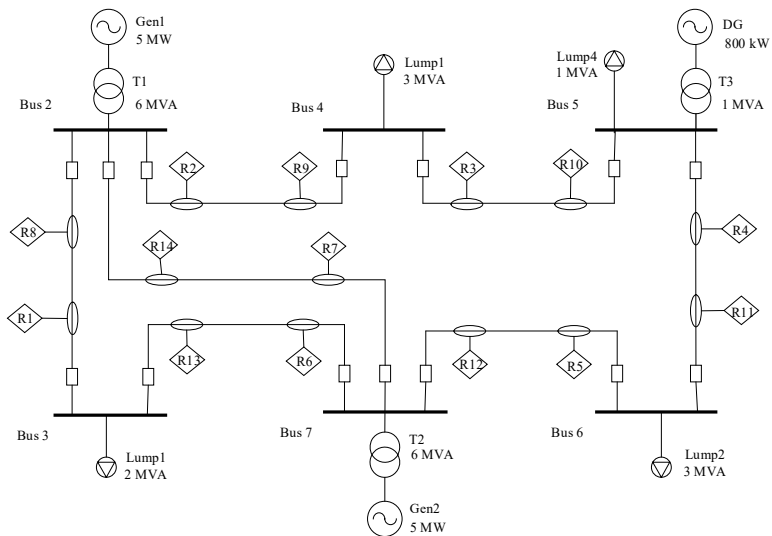 Gen1
5 MW
T1
6 MVA
Bus 2
Lump1
3 MVA
Bus 4
Lump4
1 MVA
Bus 5
DG
800 kW
T3
1 MVA
R2
R9
R3
R10
R8
R14
R7
R4
R1
R13
R6
R12
R5
R11
Bus 3
Lump1
2 MVA
Bus 7
T2
6 MVA
Gen2
5 MW
Bus 6
Lump2
3 MVA